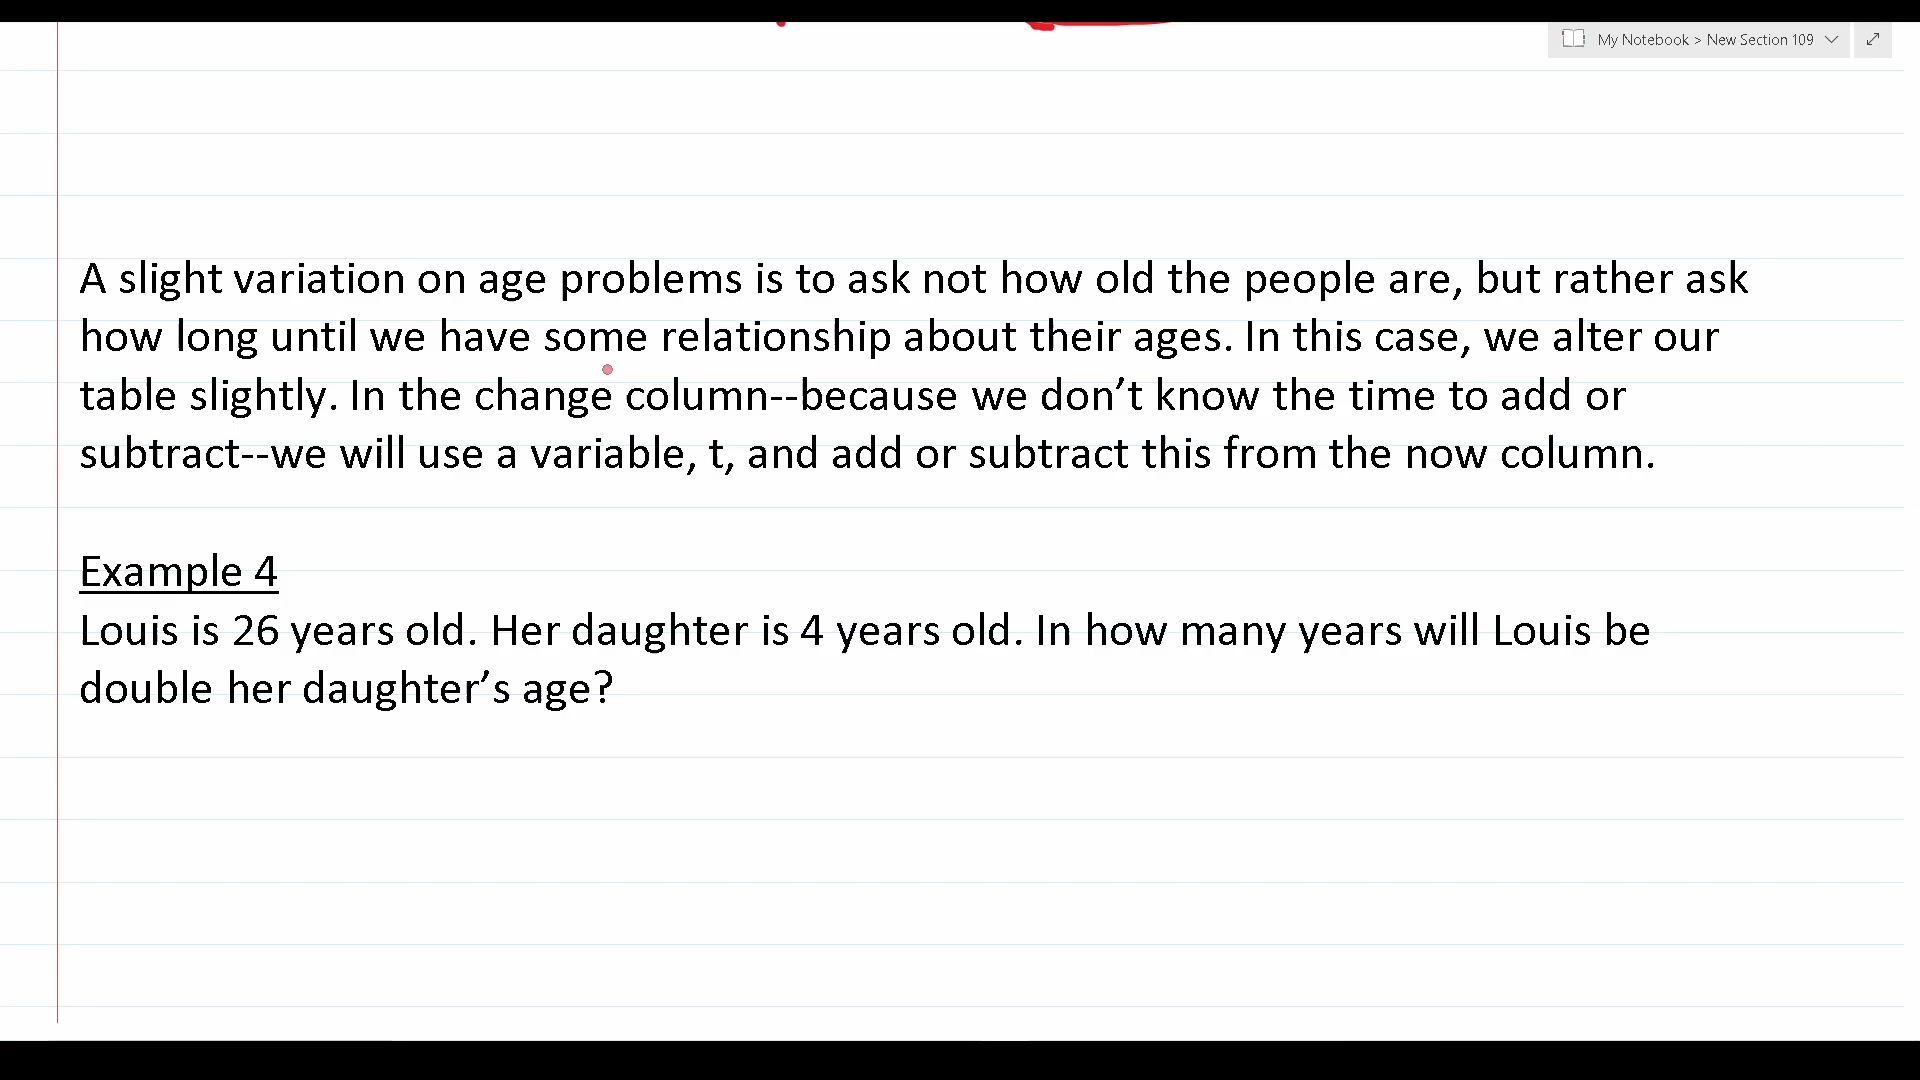 My Notebook > New Section 109
A slight variation on age problems is to ask not how old the people are, but rather ask
how long until we have some relationship about their ages. In this case, we alter our
table slightly. In the change column--because we don’t know the time to add or
subtract--we will use a variable, t, and add or subtract this from the now column.
Example 4
Louis is 26 years old. Her daughter is 4 years old. In how many years will Louis be
double her daughter’s age?